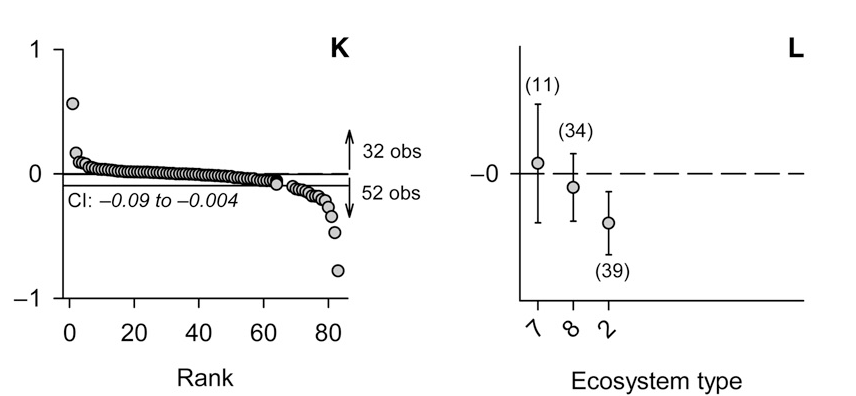 K
1
0
–1
32 obs
52 obs
CI: –0.09 to –0.004
0 20 40 60 80
Rank
L
(11)
(34)
(39)
–0
7 8 2
Ecosystem type